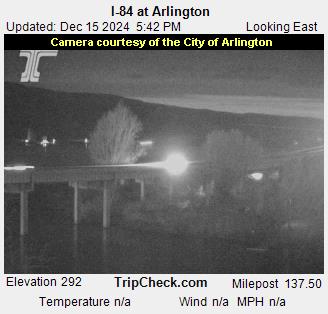 I-84 at Arlington
Updated: Dec 15 2024 5:42 PM Looking East
Camera courtesy of the City of Arlington
Elevation 292 TripCheck.com Milepost 137.50
Temperature n/a Wind n/a MPH n/a